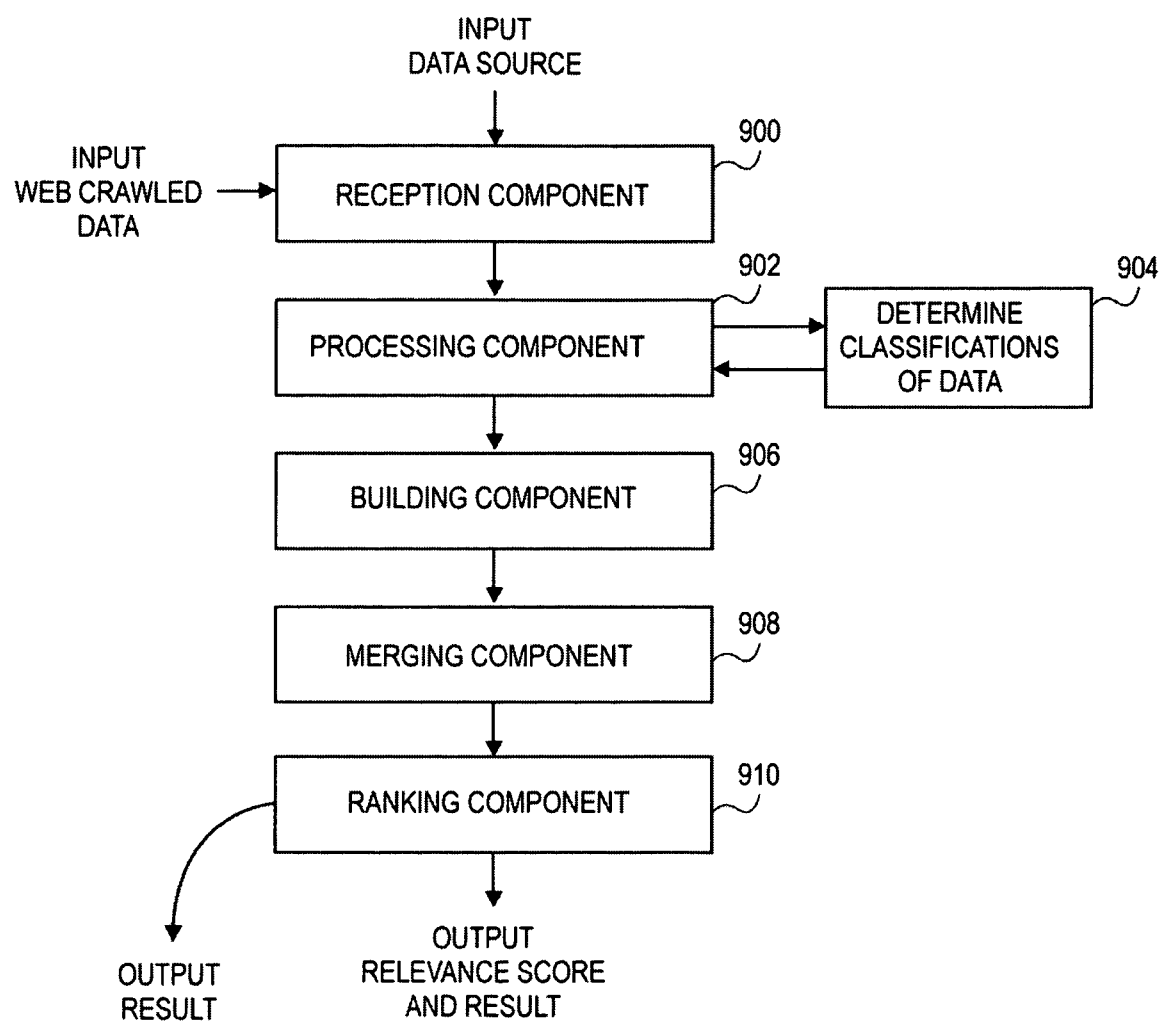 INPUT
DATA SOURCE
900
INPUT
WEB CRAWLED
DATA
RECEPTION COMPONENT
902
904
PROCESSING COMPONENT
DETERMINE
CLASSIFICATIONS
OF DATA
906
BUILDING COMPONENT
908
MERGING COMPONENT
910
RANKING COMPONENT
OUTPUT
RESULT
OUTPUT
RELEVANCE SCORE
AND RESULT